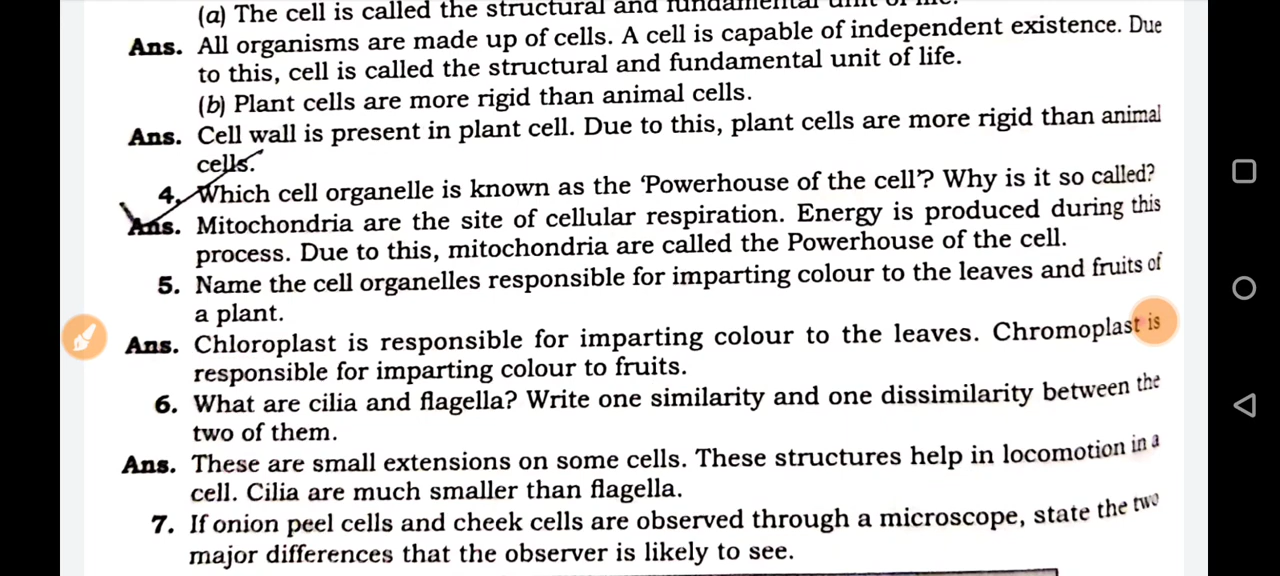 (a) The cell is called the structural and fundamental unit of life.
Ans. All organisms are made up of cells. A cell is capable of independent existence. Due
to this, cell is called the structural and fundamental unit of life.
(b) Plant cells are more rigid than animal cells.
Ans. Cell wall is present in plant cell. Due to this, plant cells are more rigid than animal
cells.
4. Which cell organelle is known as the 'Powerhouse of the cell'? Why is it so called?
Ans. Mitochondria are the site of cellular respiration. Energy is produced during this
process. Due to this, mitochondria are called the Powerhouse of the cell.
5. Name the cell organelles responsible for imparting colour to the leaves and fruits of
a plant.
Ans. Chloroplast is responsible for imparting colour to the leaves. Chromoplast is
responsible for imparting colour to fruits.
6. What are cilia and flagella? Write one similarity and one dissimilarity between the
two of them.
Ans. These are small extensions on some cells. These structures help in locomotion in a
cell. Cilia are much smaller than flagella.
7. If onion peel cells and cheek cells are observed through a microscope, state the two
major differences that the observer is likely to see.